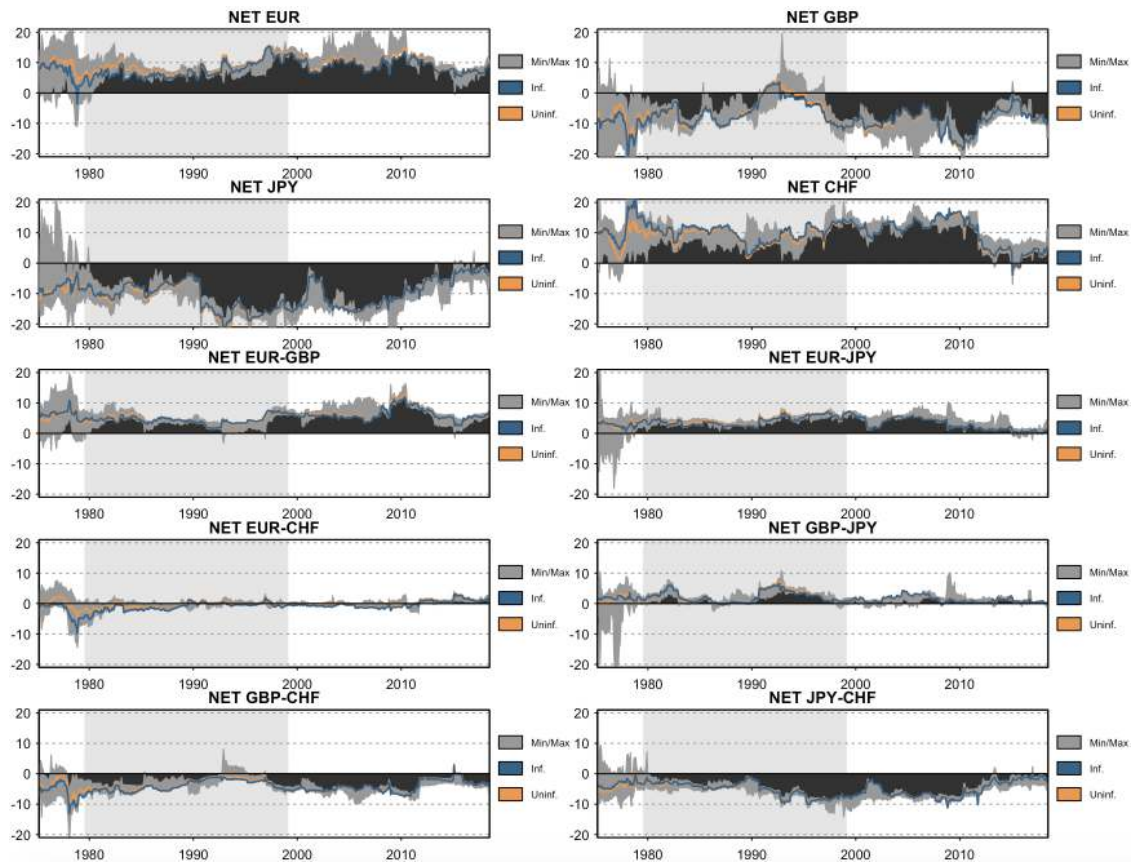 NET EUR
20
10
0
-10
-20
1980
1990
2000
2010
Min/Max
Inf.
Uninf.
NET GBP
20
10
0
-10
-20
1980
1990
2000
2010
Min/Max
Inf.
Uninf.
NET JPY
20
10
0
-10
-20
1980
1990
2000
2010
Min/Max
Inf.
Uninf.
NET CHF
20
10
0
-10
-20
1980
1990
2000
2010
Min/Max
Inf.
Uninf.
NET EUR-GBP
20
10
0
-10
-20
1980
1990
2000
2010
Min/Max
Inf.
Uninf.
NET EUR-JPY
20
10
0
-10
-20
1980
1990
2000
2010
Min/Max
Inf.
Uninf.
NET EUR-CHF
20
10
0
-10
-20
1980
1990
2000
2010
Min/Max
Inf.
Uninf.
NET GBP-JPY
20
10
0
-10
-20
1980
1990
2000
2010
Min/Max
Inf.
Uninf.
NET GBP-CHF
20
10
0
-10
-20
1980
1990
2000
2010
Min/Max
Inf.
Uninf.
NET JPY-CHF
20
10
0
-10
-20
1980
1990
2000
2010
Min/Max
Inf.
Uninf.